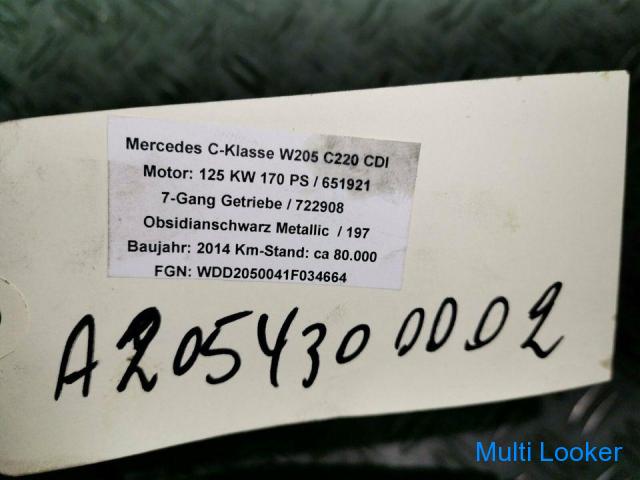 Mercedes C-Klasse W205 C220 CDI
Motor: 125 KW 170 PS / 651921
7-Gang Getriebe / 722908
Obsidianschwarz Metallic / 197
Baujahr: 2014 Km-Stand: ca 80.000
FGN: WDD2050041F034664
A2054300002
Multi Looker